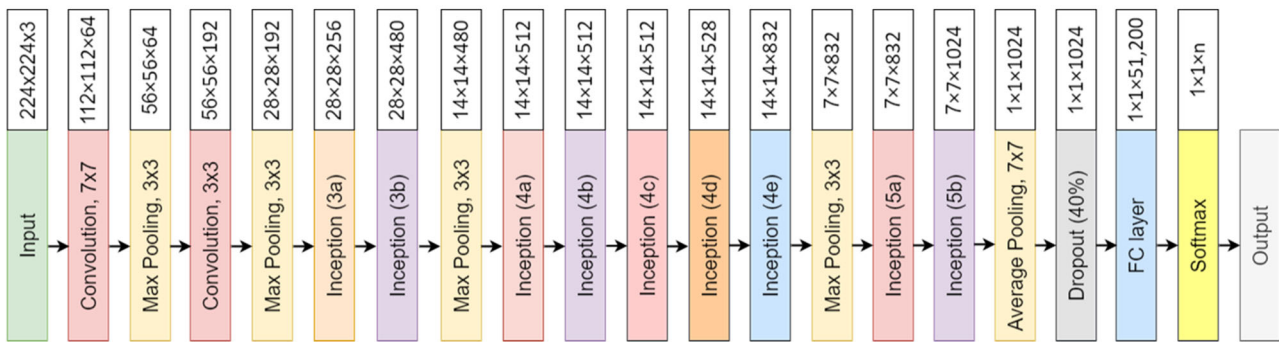 224x224x3
Input
112×112×64
Convolution, 7x7
56×56×64
Max Pooling, 3x3
56×56×192
Convolution, 3x3
28×28×192
Max Pooling, 3x3
28×28×256
Inception (3a)
28×28×480
Inception (3b)
14×14×480
Max Pooling, 3x3
14×14×512
Inception (4a)
14×14×512
Inception (4b)
14×14×512
Inception (4c)
14×14×528
Inception (4d)
14×14×832
Inception (4e)
7×7×832
Max Pooling, 3x3
7×7×832
Inception (5a)
7×7×1024
Inception (5b)
1×1×1024
Average Pooling, 7x7
1×1×1024
Dropout (40%)
1×1×51,200
FC layer
1×1×n
Softmax
Output